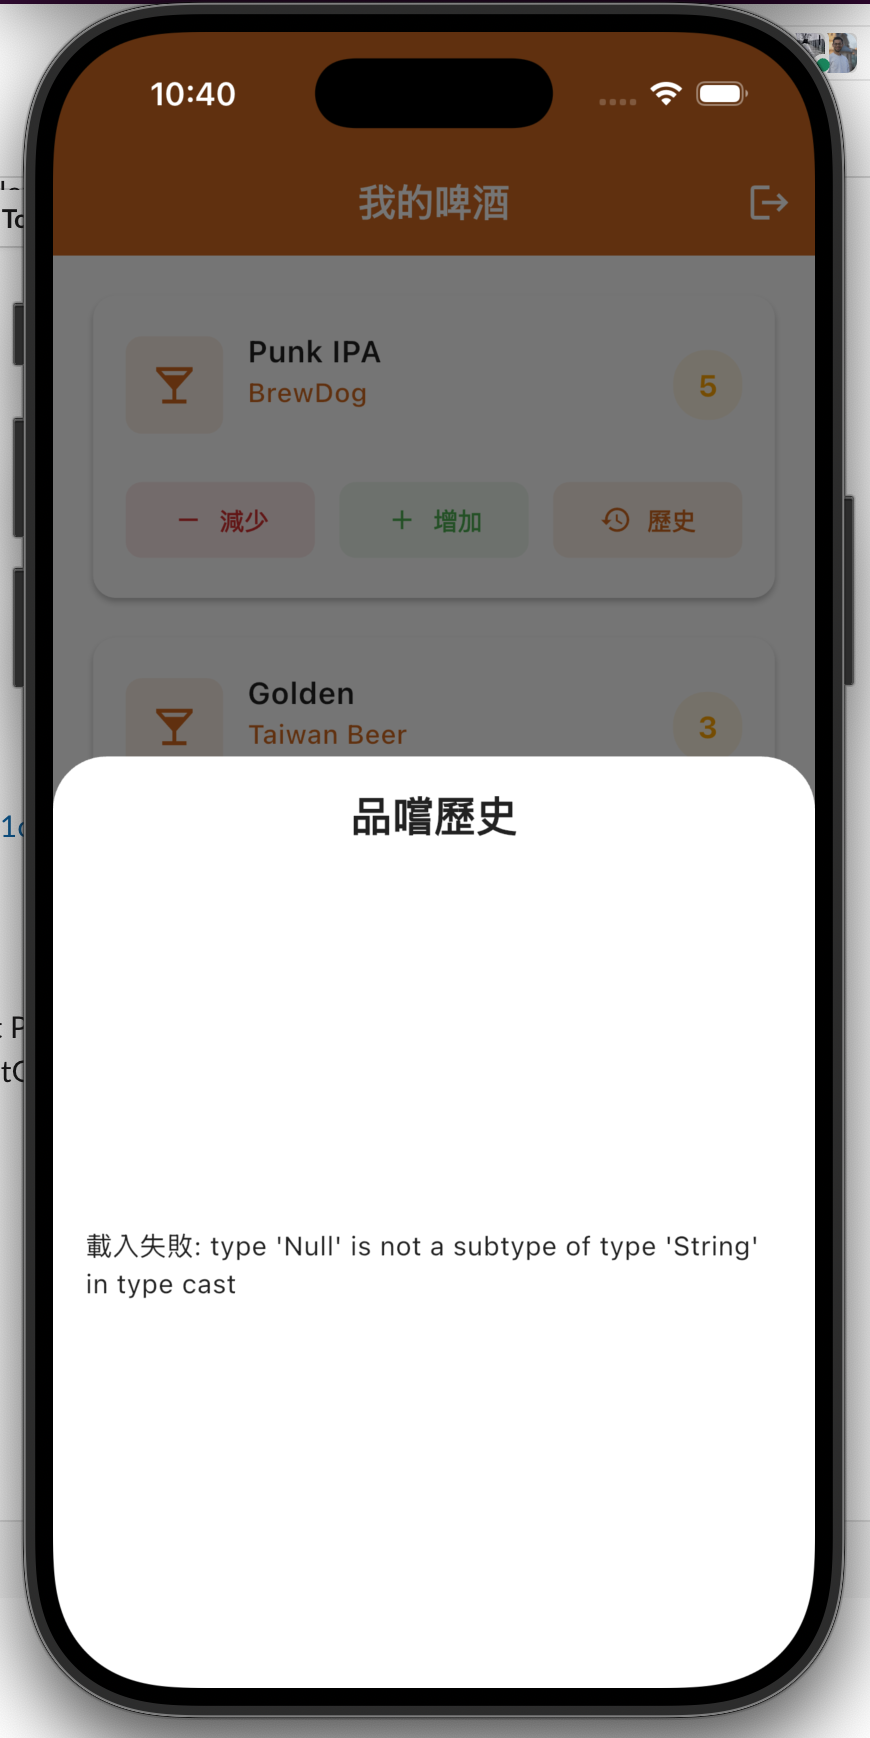 10:40
我的啤酒
Punk IPA
BrewDog
5
減少
增加
歷史
Golden
Taiwan Beer
3
品嚐歷史
載入失敗: type 'Null' is not a subtype of type 'String'
in type cast
To
t P